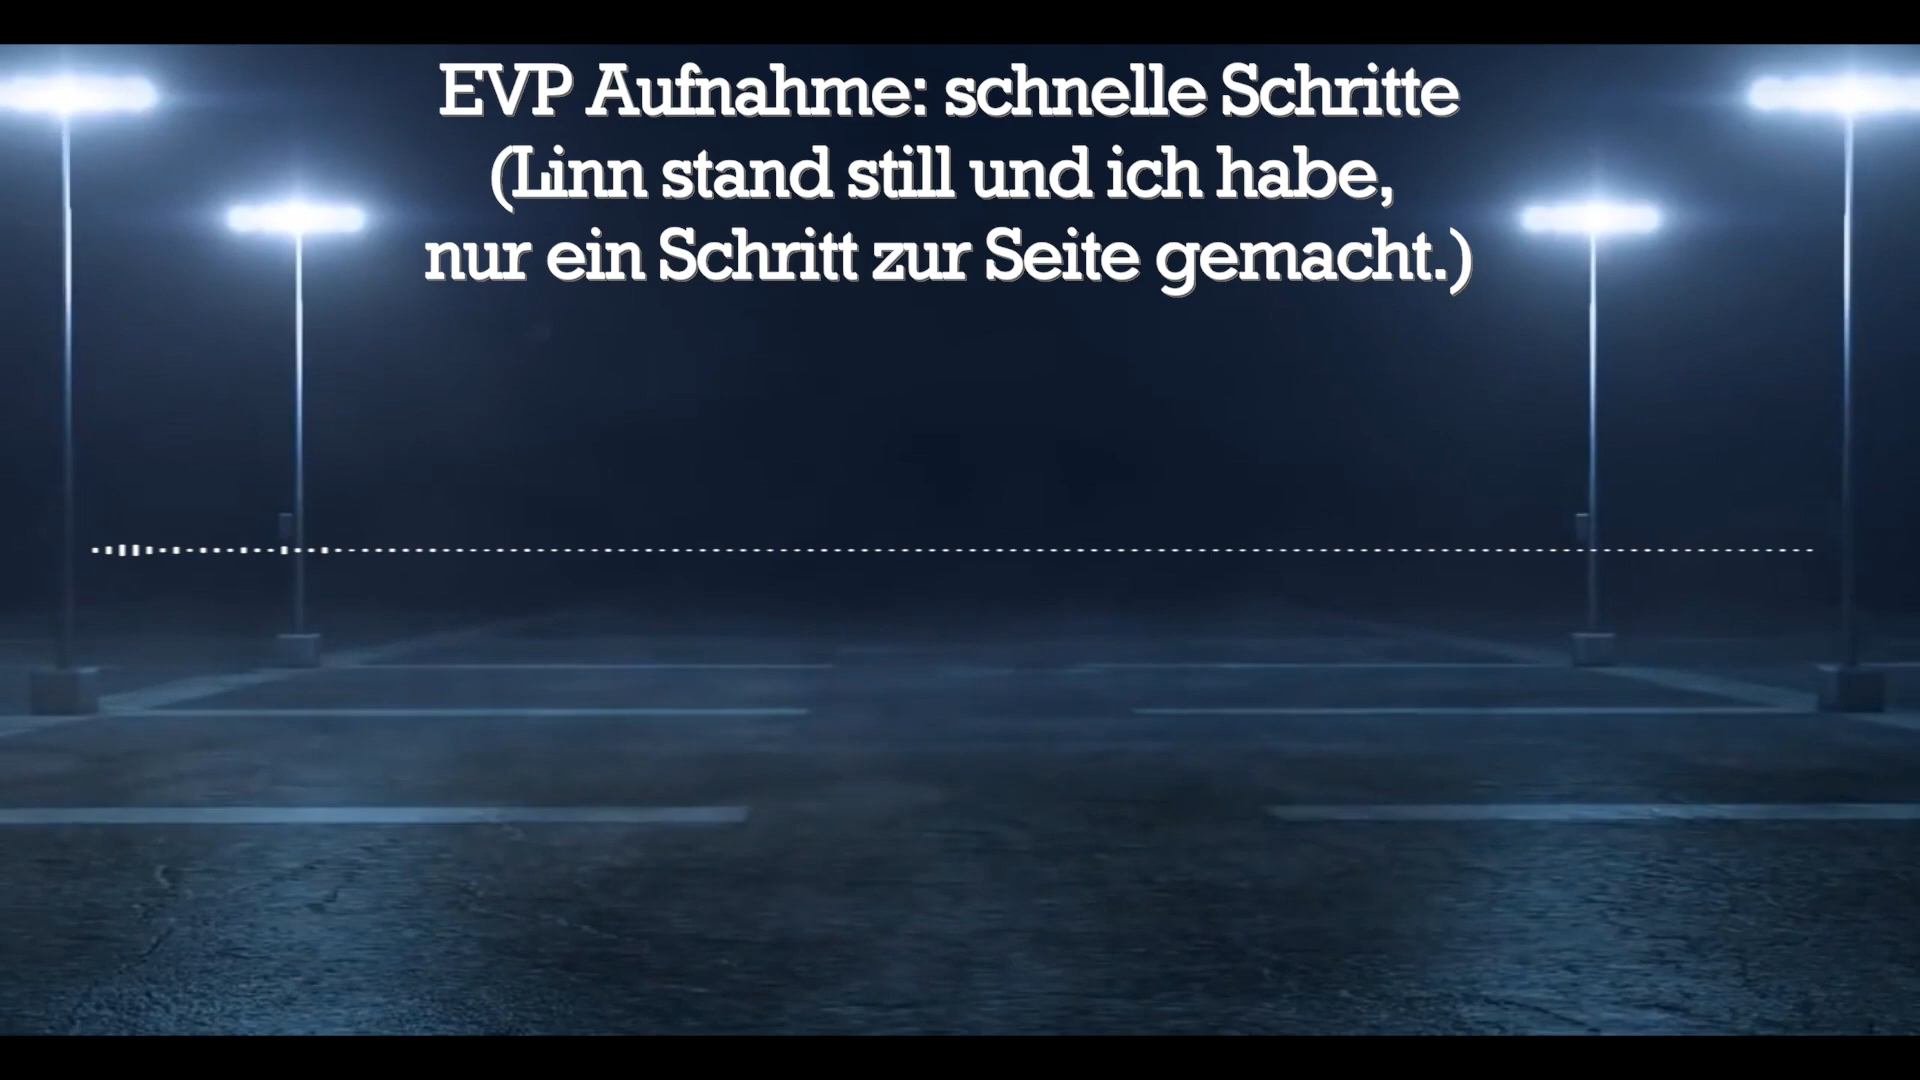 EVP Aufnahme: schnelle Schritte
(Linn stand still und ich habe,
nur ein Schritt zur Seite gemacht.)